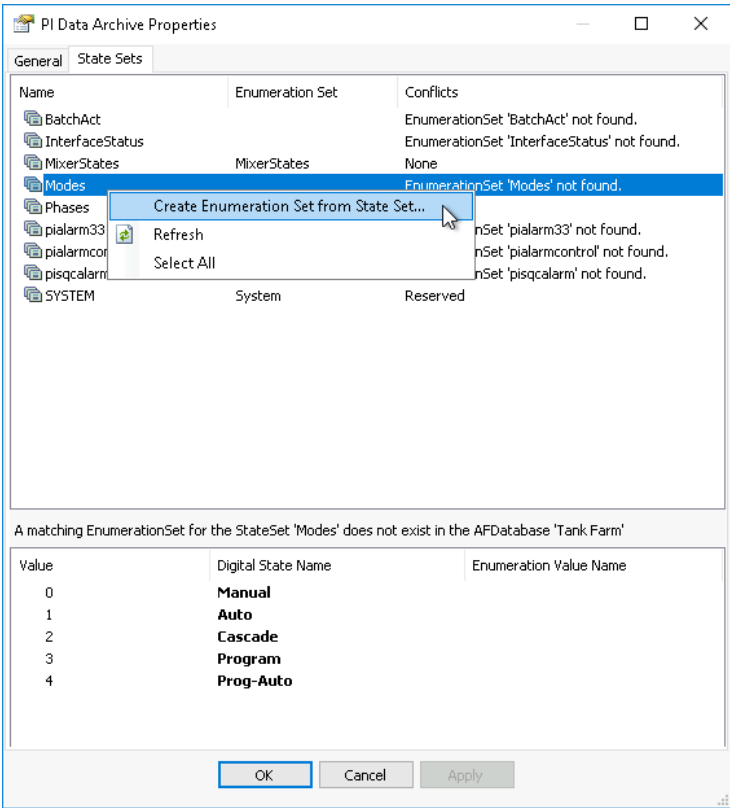 PI Data Archive Properties
General State Sets
Name Enumeration Set Conflicts
BatchAct EnumerationSet 'BatchAct' not found.
InterfaceStatus EnumerationSet 'InterfaceStatus' not found.
MixerStates MixerStates None
Modes EnumerationSet 'Modes' not found.
Phases
Create Enumeration Set from State Set...
pialarm33 nSet 'pialarm33' not found.
Refresh
pialarmcor nSet 'pialarmcontrol' not found.
Select All
pisqcalarm nSet 'pisqcalarm' not found.
SYSTEM System Reserved
A matching EnumerationSet for the StateSet 'Modes' does not exist in the AFDatabase 'Tank Farm'
Value Digital State Name Enumeration Value Name
0 Manual
1 Auto
2 Cascade
3 Program
4 Prog-Auto
OK Cancel Apply